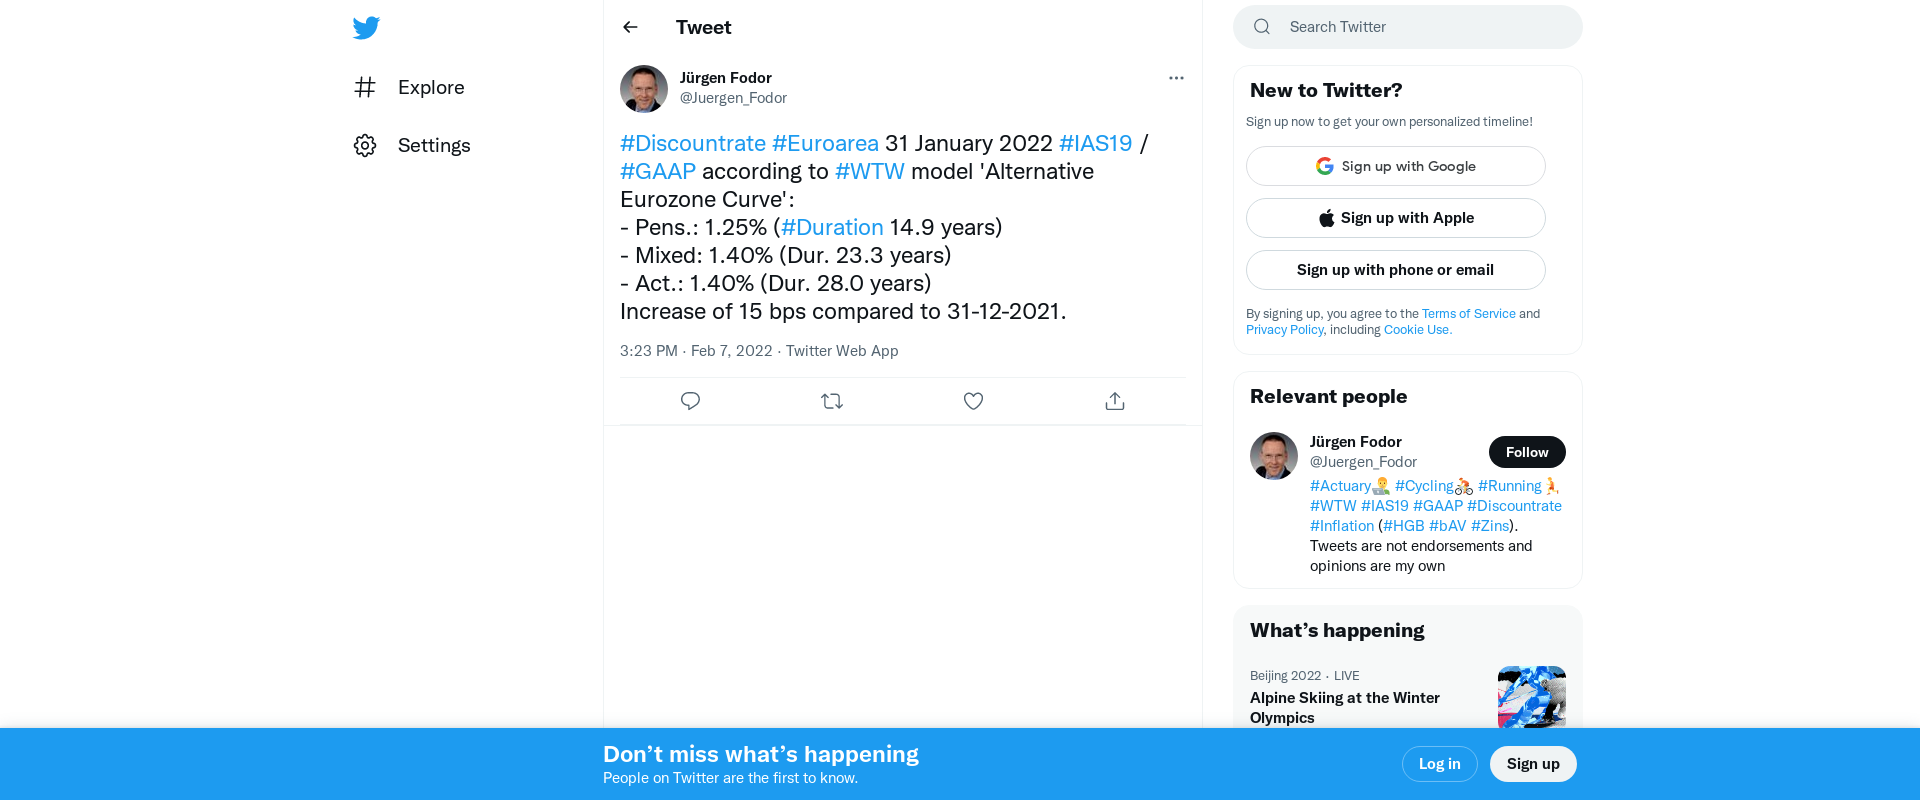 Explore
Settings
Tweet
Jürgen Fodor
@Juergen_Fodor
#Discountrate #Euroarea 31 January 2022 #IAS19 /
#GAAP according to #WTW model 'Alternative
Eurozone Curve':
- Pens.: 1.25% (#Duration 14.9 years)
- Mixed: 1.40% (Dur. 23.3 years)
- Act.: 1.40% (Dur. 28.0 years)
Increase of 15 bps compared to 31-12-2021.
3:23 PM · Feb 7, 2022 · Twitter Web App
Search Twitter
New to Twitter?
Sign up now to get your own personalized timeline!
Sign up with Google
Sign up with Apple
Sign up with phone or email
By signing up, you agree to the Terms of Service and
Privacy Policy, including Cookie Use.
Relevant people
Jürgen Fodor
@Juergen_Fodor
Follow
#Actuary #Cycling #Running
#WTW #IAS19 #GAAP #Discountrate
#Inflation (#HGB #bAV #Zins).
Tweets are not endorsements and
opinions are my own
What's happening
Beijing 2022 · LIVE
Alpine Skiing at the Winter
Olympics
Don't miss what's happening
People on Twitter are the first to know.
Log in
Sign up